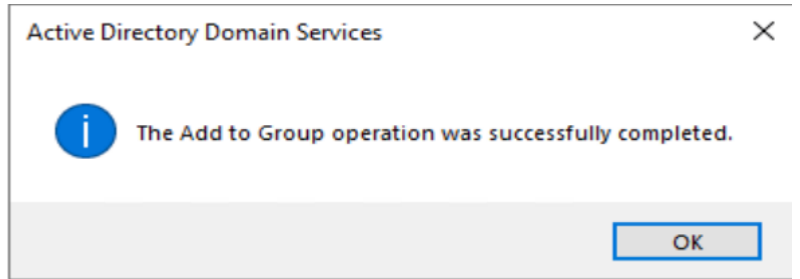 Active Directory Domain Services
The Add to Group operation was successfully completed.
OK